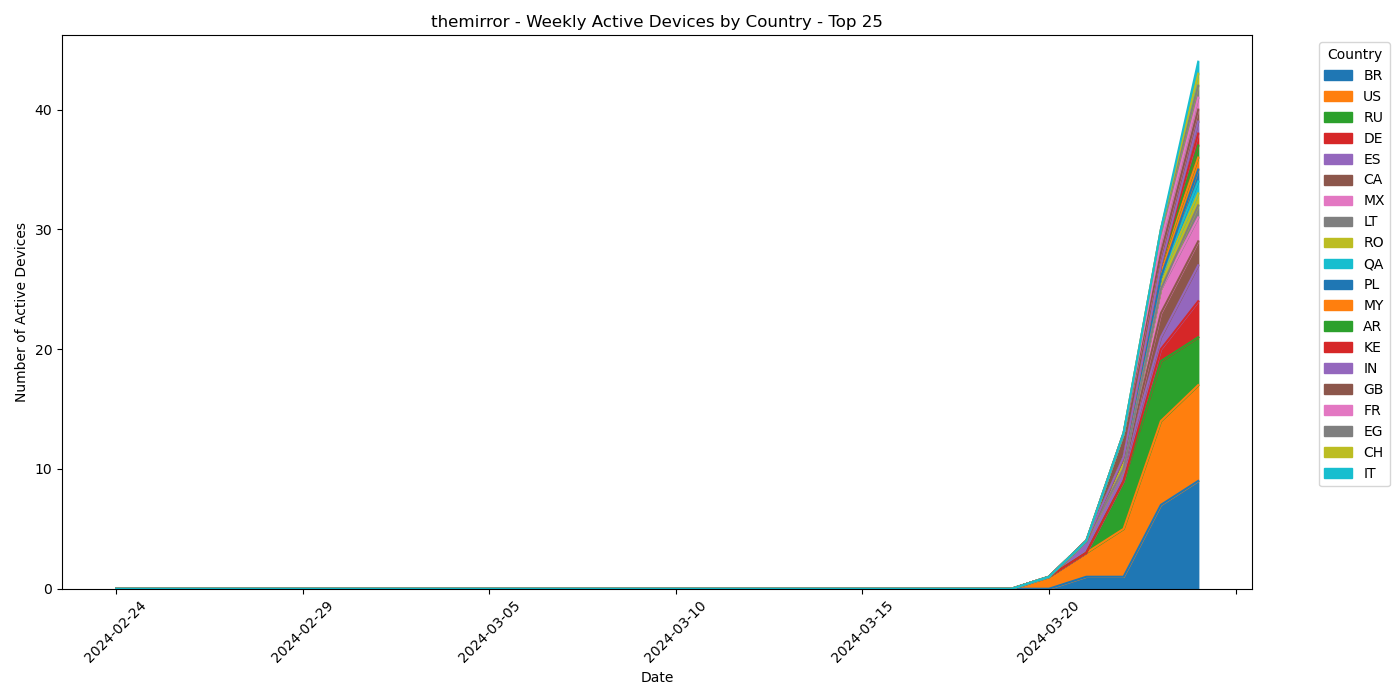 themirror - Weekly Active Devices by Country - Top 25
Number of Active Devices
40
30
20
10
0
2024-02-24
2024-02-29
2024-03-05
2024-03-10
2024-03-15
2024-03-20
Date
Country
BR
US
RU
DE
ES
CA
MX
LT
RO
QA
PL
MY
AR
KE
IN
GB
FR
EG
CH
IT